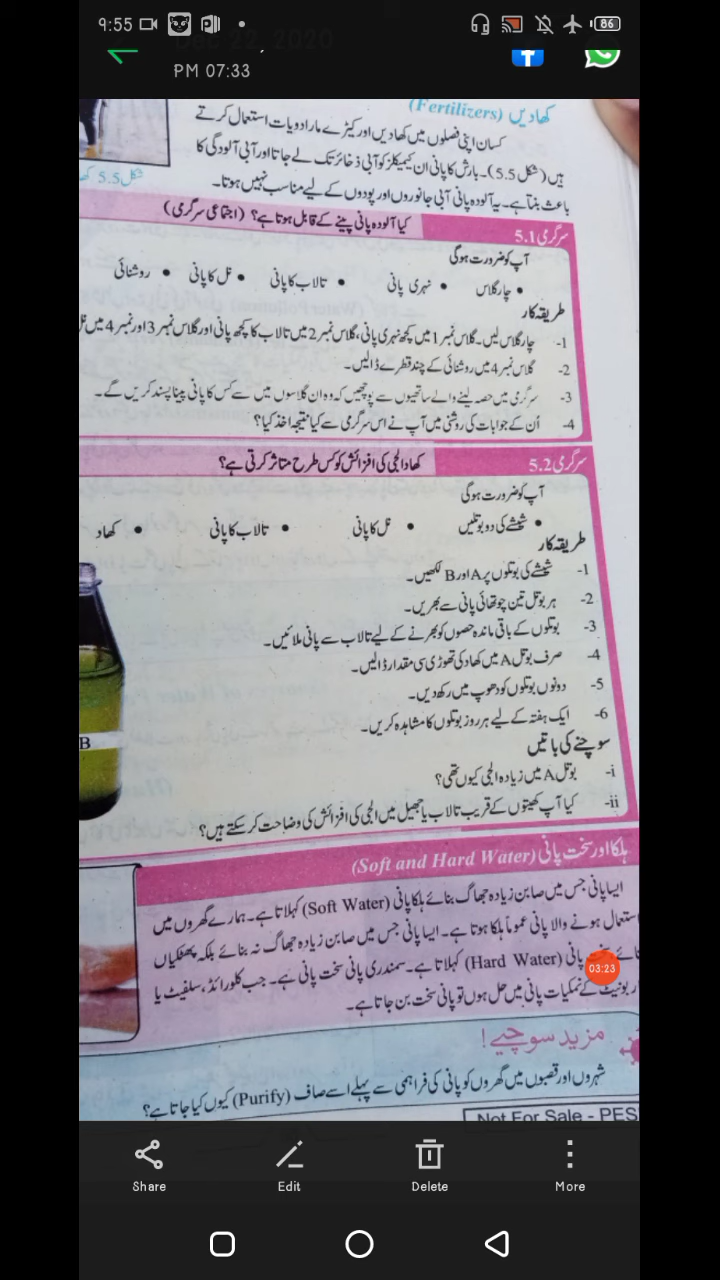 9:55
86
Dec 22, 2020
PM 07:33
کھادیں (Fertilizers)
کسان اپنی فصلوں میں کھادیں اور کیڑے مار ادویات استعمال کرتے
ہیں (شکل 5.5)۔ بارش کا پانی ان کیمیکلز کو آبی ذخائر تک لے جاتا اور آبی آلودگی کا
باعث بنتا ہے۔ یہ آلودہ پانی آبی جانوروں اور پودوں کے لیے مناسب نہیں ہوتا۔
شکل 5.5
سرگرمی 5.1 کیا آلودہ پانی پینے کے قابل ہوتا ہے؟ (اجتماعی سرگرمی)
آپ کو ضرورت ہوگی
• چار گلاس • نہری پانی • تالاب کا پانی • نل کا پانی • روشنائی
طریقہ کار
1- چار گلاس لیں۔ گلاس نمبر 1 میں کچھ نہری پانی، گلاس نمبر 2 میں تالاب کا کچھ پانی اور گلاس نمبر 3 اور نمبر 4 میں
2- گلاس نمبر 4 میں روشنائی کے چند قطرے ڈالیں۔
3- سرگرمی میں حصہ لینے والے ساتھیوں سے پوچھیں کہ وہ ان گلاسوں میں سے کس کا پانی پینا پسند کریں گے۔
4- اُن کے جوابات کی روشنی میں آپ نے اس سرگرمی سے کیا نتیجہ اخذ کیا؟
سرگرمی 5.2 کھاد الجی کی افزائش کو کس طرح متاثر کرتی ہے؟
آپ کو ضرورت ہوگی
• شیشے کی دو بوتلیں • نل کا پانی • تالاب کا پانی • کھاد
طریقہ کار
1- شیشے کی بوتلوں پر A اور B لکھیں۔
2- ہر بوتل تین چوتھائی پانی سے بھریں۔
3- بوتلوں کے باقی ماندہ حصوں کو بھرنے کے لیے تالاب سے پانی ملائیں۔
4- صرف بوتل A میں کھاد کی تھوڑی سی مقدار ڈالیں۔
5- دونوں بوتلوں کو دھوپ میں رکھ دیں۔
6- ایک ہفتہ کے لیے ہر روز بوتلوں کا مشاہدہ کریں۔
B
سوچنے کی باتیں
i- بوتل A میں زیادہ الجی کیوں تھی؟
ii- کیا آپ کھیتوں کے قریب تالاب یا جھیل میں الجی کی افزائش کی وضاحت کر سکتے ہیں؟
ہلکا اور سخت پانی (Soft and Hard Water)
ایسا پانی جس میں صابن زیادہ جھاگ بنائے ہلکا پانی (Soft Water) کہلاتا ہے۔ ہمارے گھروں میں
ستعمال ہونے والا پانی عموماً ہلکا ہوتا ہے۔ ایسا پانی جس میں صابن زیادہ جھاگ نہ بنائے بلکہ پھٹکیاں
ئے سخت پانی (Hard Water) کہلاتا ہے۔ سمندری پانی سخت پانی ہے۔ جب کلورائڈ، سلفیٹ یا
ربونیٹ کے نمکیات پانی میں حل ہوں تو پانی سخت بن جاتا ہے۔
03:23
مزید سوچیے!
شہروں اور قصبوں میں گھروں کو پانی کی فراہمی سے پہلے اسے صاف (Purify) کیوں کیا جاتا ہے؟
Not For Sale - PES
Share Edit Delete More